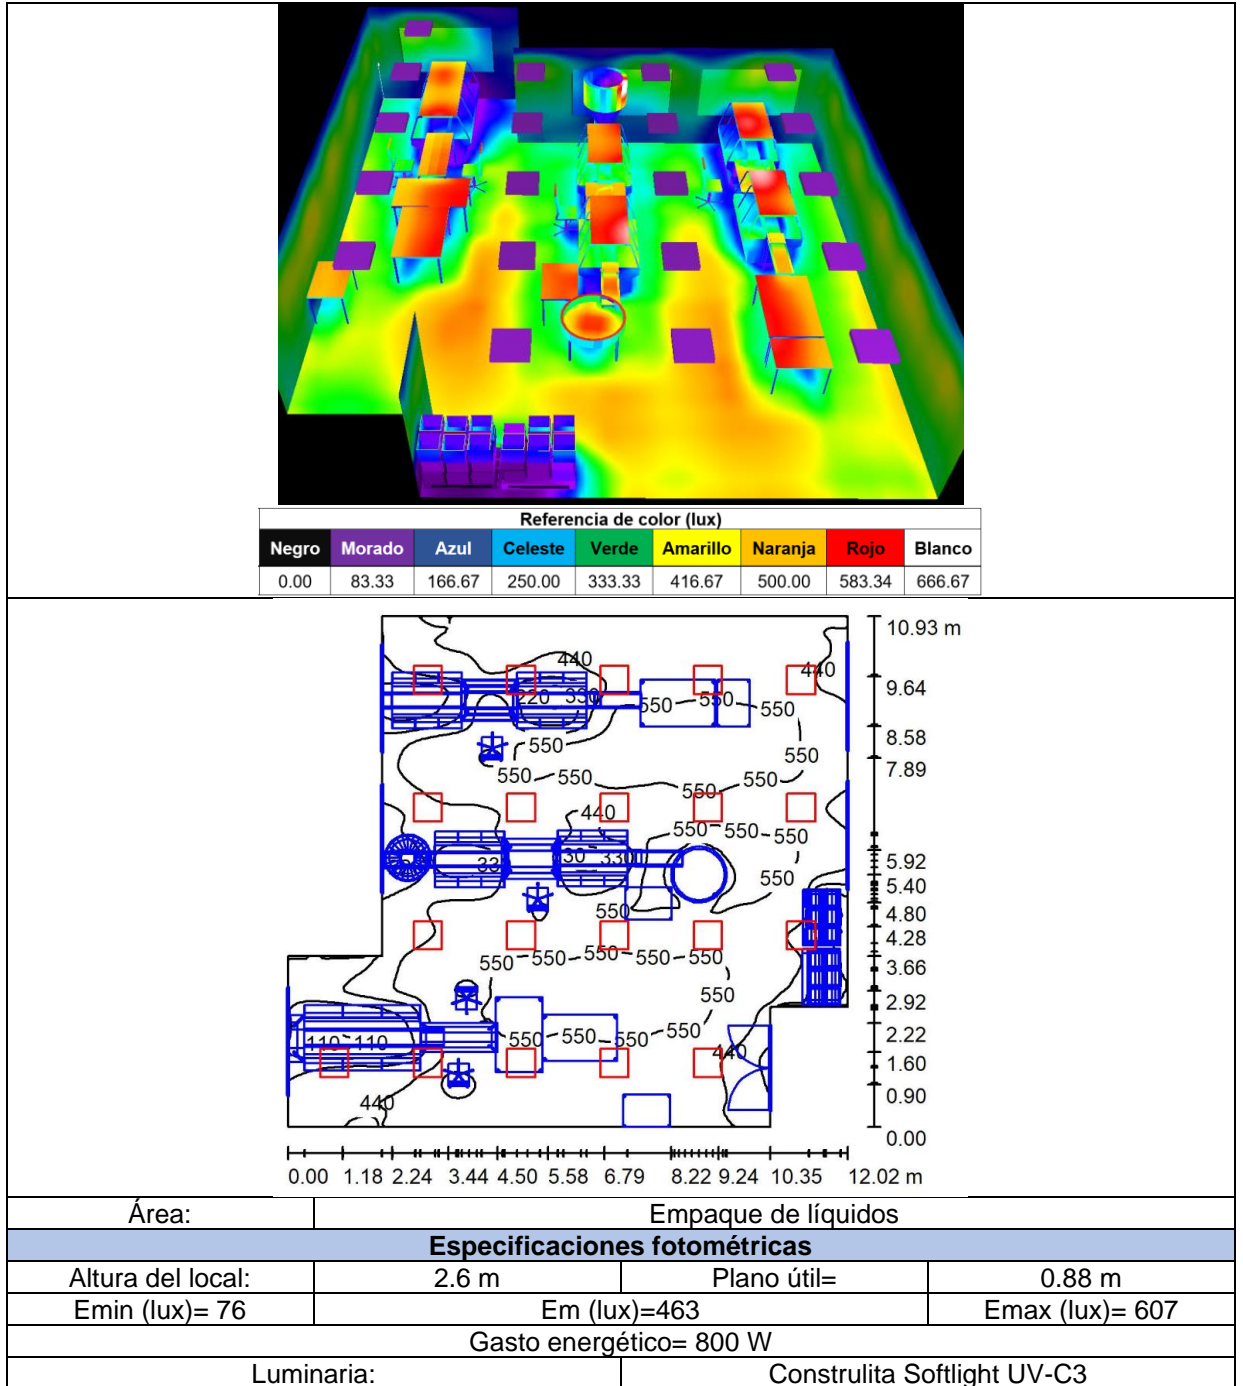 Referencia de color (lux)
Negro Morado Azul Celeste Verde Amarillo Naranja Rojo Blanco
0.00 83.33 166.67 250.00 333.33 416.67 500.00 583.34 666.67
10.93 m
440
440
9.64
220 330
550 550
550
8.58
550
550
7.89
550 550
550
440
550 550 550
5.92
330
550
5.40
550
4.80
4.28
550 550 550 550 550
3.66
550
2.92
2.22
110 110
550 550 550 550
440
1.60
440
0.90
0.00
0.00 1.18 2.24 3.44 4.50 5.58 6.79 8.22 9.24 10.35 12.02 m
Área: Empaque de líquidos
Especificaciones fotométricas
Altura del local: 2.6 m Plano útil= 0.88 m
Emin (lux)= 76 Em (lux)=463 Emax (lux)= 607
Gasto energético= 800 W
Luminaria: Construlita Softlight UV-C3